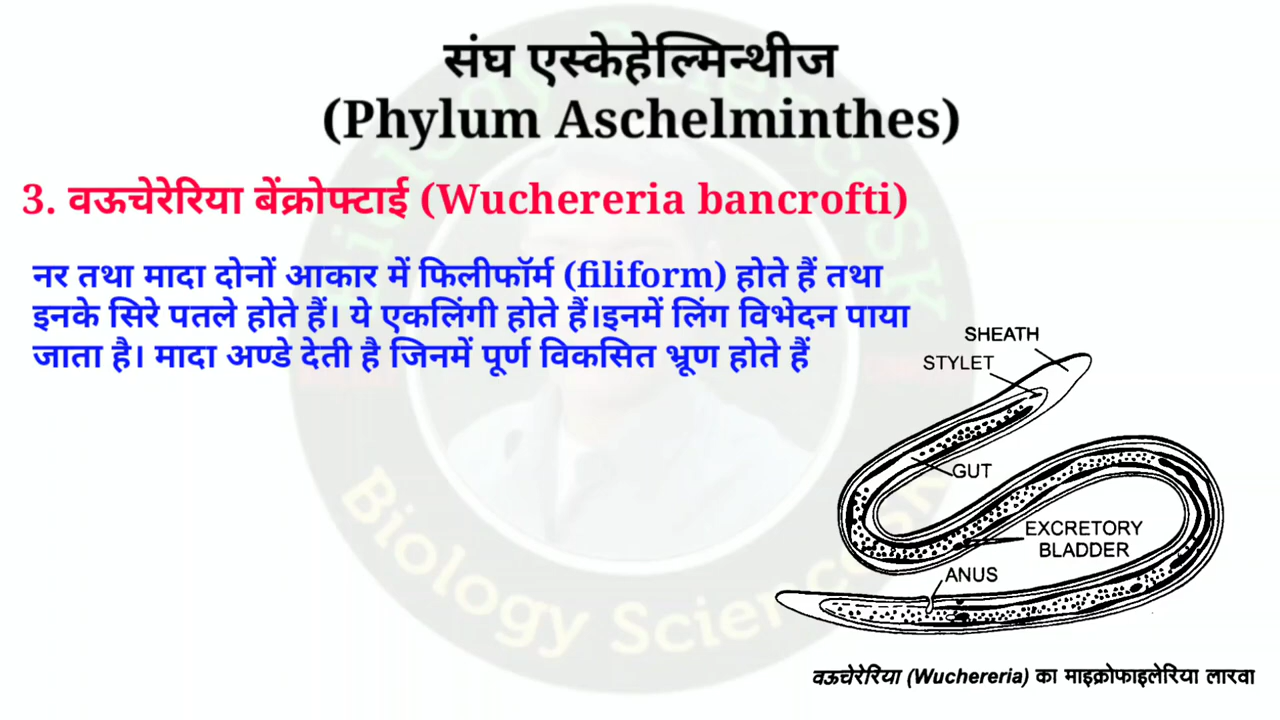 संघ एस्केहेल्मिन्थीज
(Phylum Aschelminthes)
3. वऊचेरेरिया बेंक्रोफ्टाई (Wuchereria bancrofti)
नर तथा मादा दोनों आकार में फिलीफॉर्म (filiform) होते हैं तथा
इनके सिरे पतले होते हैं। ये एकलिंगी होते हैं।इनमें लिंग विभेदन पाया
जाता है। मादा अण्डे देती है जिनमें पूर्ण विकसित भ्रूण होते हैं
SHEATH
STYLET
GUT
EXCRETORY
BLADDER
ANUS
वऊचेरेरिया (Wuchereria) का माइक्रोफाइलेरिया लारवा